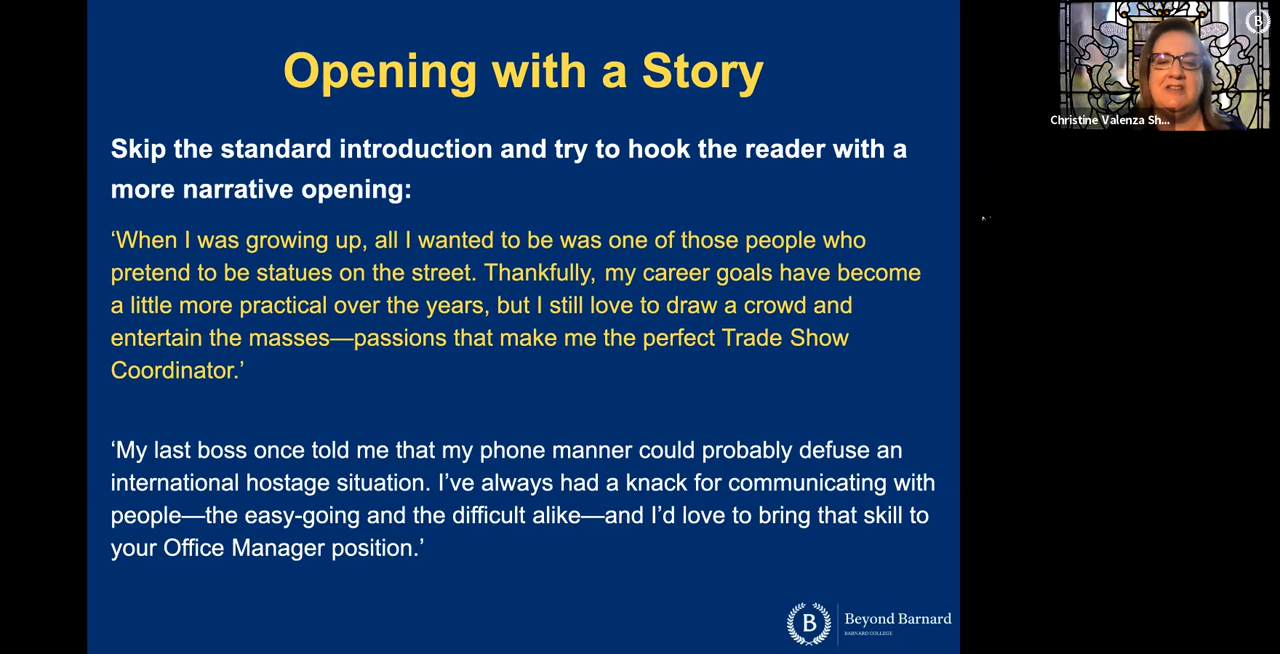 Opening with a Story
Skip the standard introduction and try to hook the reader with a
more narrative opening:
‘When I was growing up, all I wanted to be was one of those people who
pretend to be statues on the street. Thankfully, my career goals have become
a little more practical over the years, but I still love to draw a crowd and
entertain the masses—passions that make me the perfect Trade Show
Coordinator.’
‘My last boss once told me that my phone manner could probably defuse an
international hostage situation. I’ve always had a knack for communicating with
people—the easy-going and the difficult alike—and I’d love to bring that skill to
your Office Manager position.’
B
Beyond Barnard
BARNARD COLLEGE
B
Christine Valenza Sh...